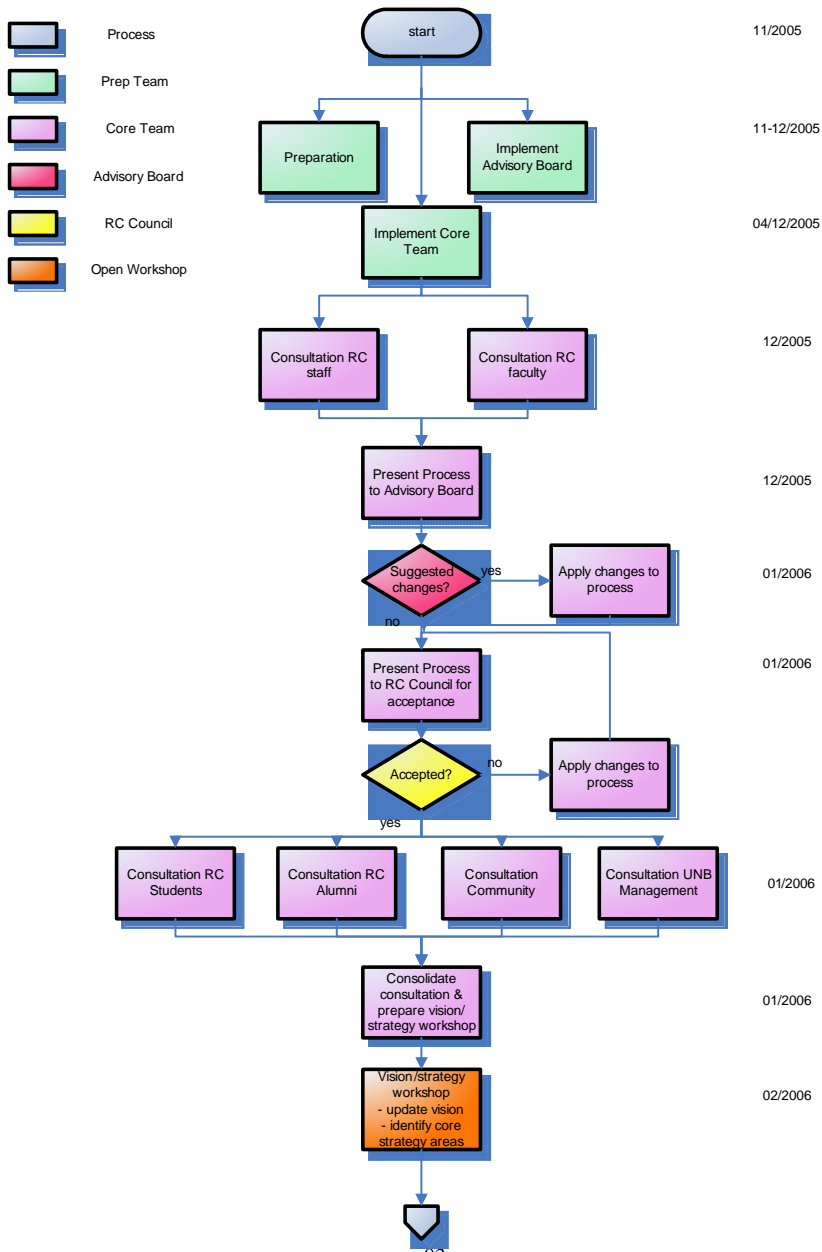 Process
Prep Team
Core Team
Advisory Board
RC Council
Open Workshop
start
11/2005
Preparation
Implement
Advisory Board
11-12/2005
Implement Core
Team
04/12/2005
Consultation RC
staff
Consultation RC
faculty
12/2005
Present Process
to Advisory Board
12/2005
Suggested
changes?
yes
no
Apply changes to
process
01/2006
Present Process
to RC Council for
acceptance
01/2006
Accepted?
no
yes
Apply changes to
process
Consultation RC
Students
Consultation RC
Alumni
Consultation
Community
Consultation UNB
Management
01/2006
Consolidate
consultation &
prepare vision/
strategy workshop
01/2006
Vision/strategy
workshop
- update vision
- identify core
strategy areas
02/2006